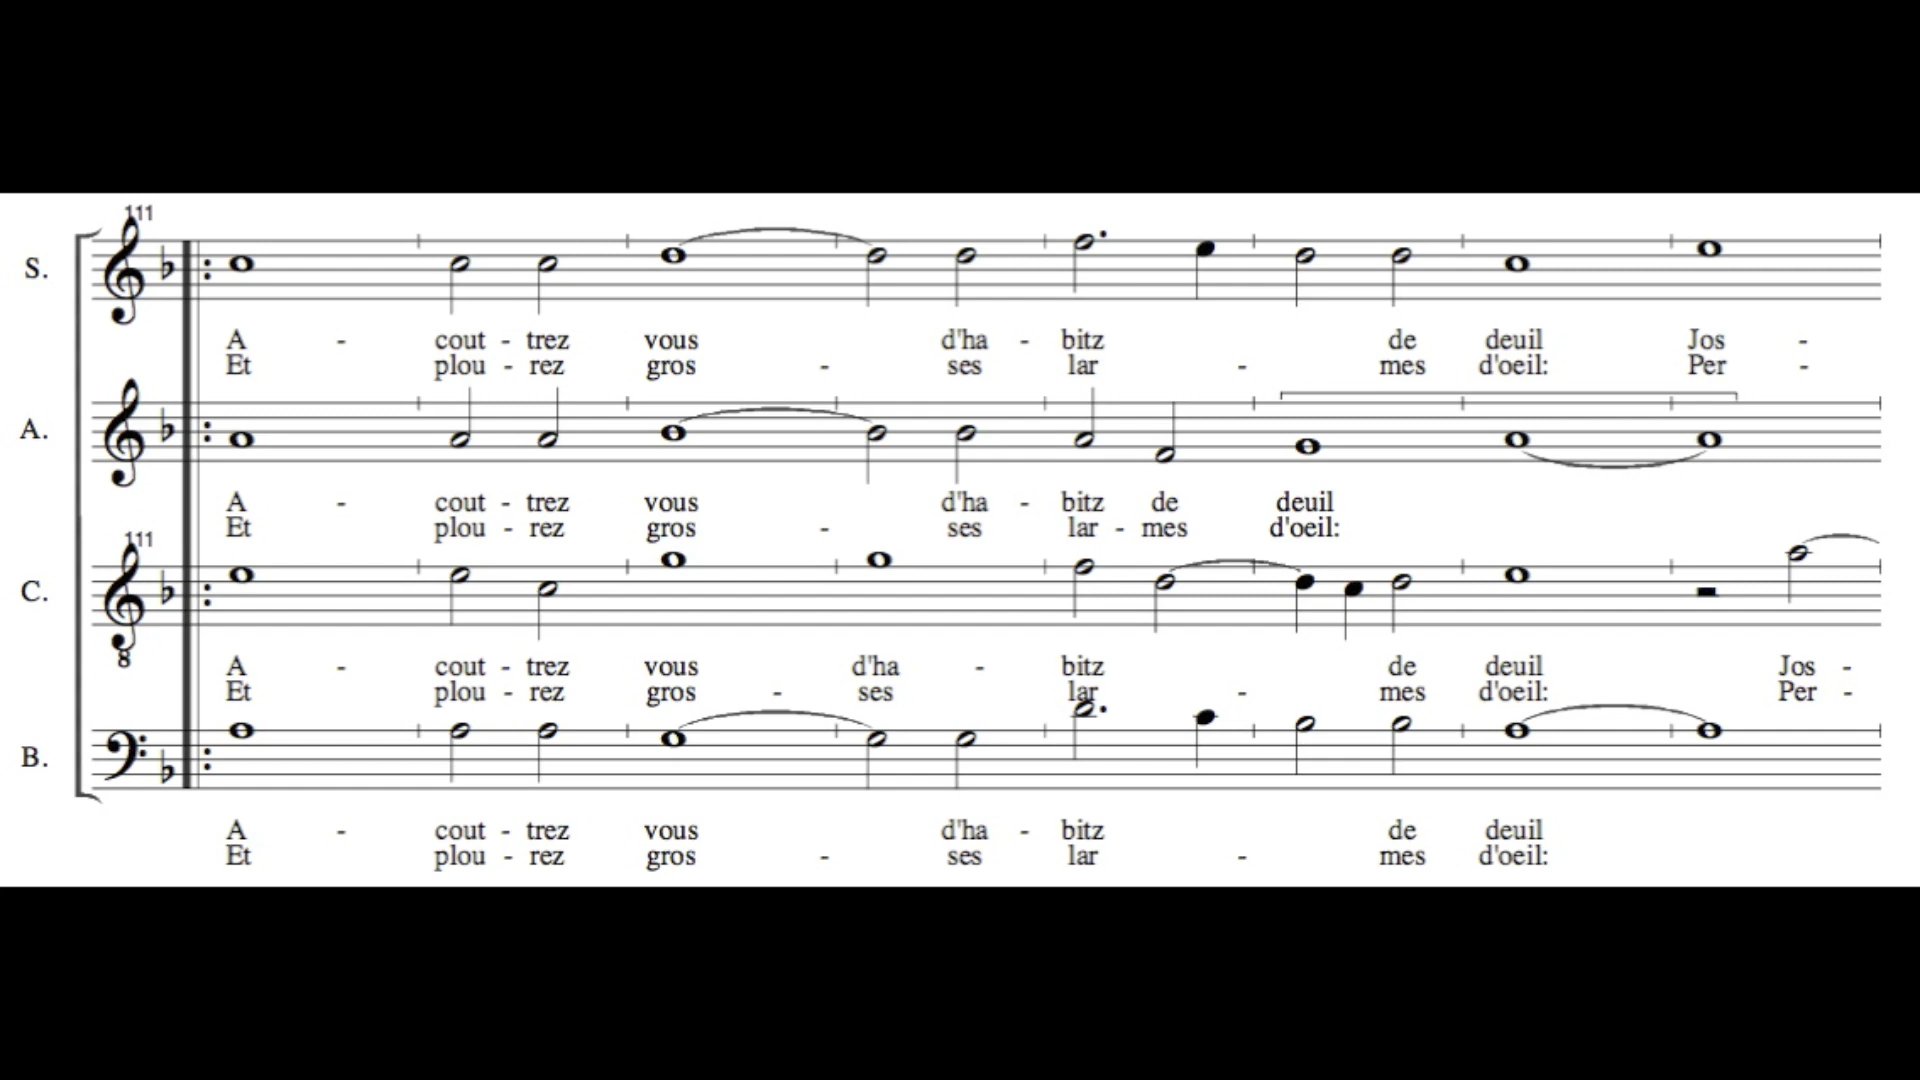 111
S.
A - cout - trez vous d'ha - bitz de deuil Jos -
Et plou - rez gros - ses lar - mes d'oeil: Per -
A.
A - cout - trez vous d'ha - bitz de deuil
Et plou - rez gros - ses lar - mes d'oeil:
111
C.
8
A - cout - trez vous d'ha - bitz de deuil Jos -
Et plou - rez gros - ses lar - mes d'oeil: Per -
B.
A - cout - trez vous d'ha - bitz de deuil
Et plou - rez gros - ses lar - mes d'oeil: